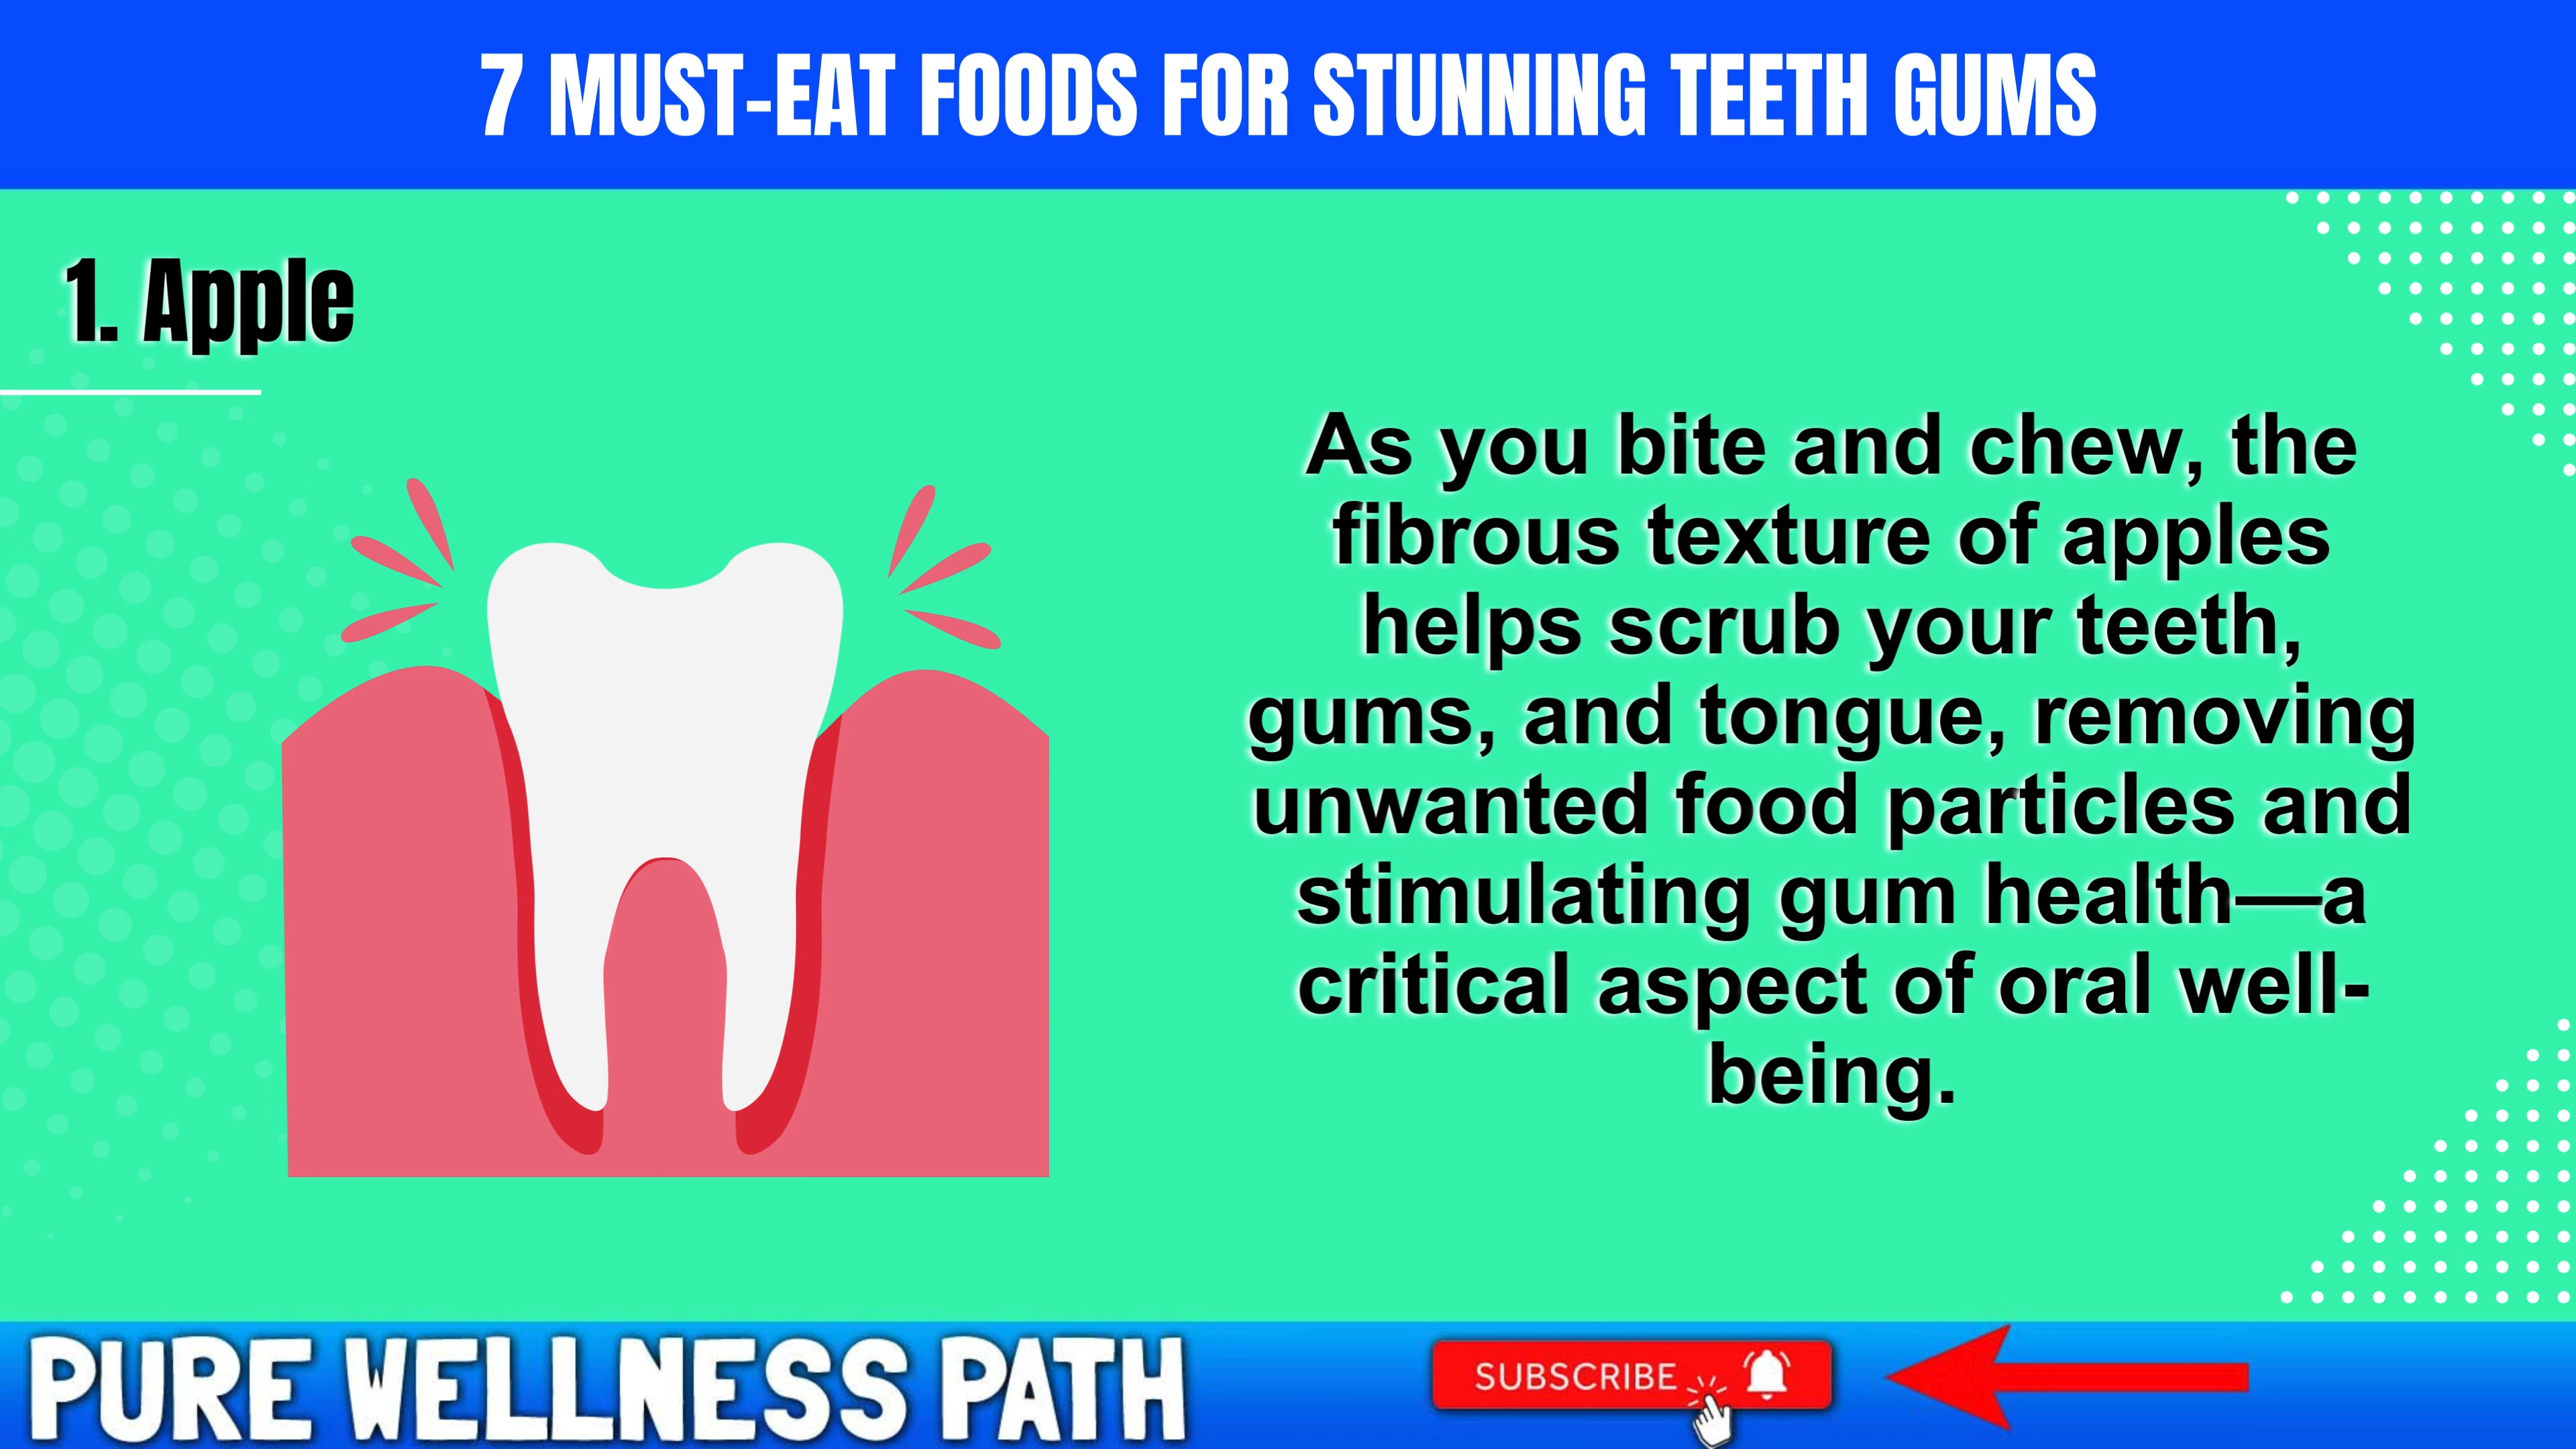 7 MUST-EAT FOODS FOR STUNNING TEETH GUMS
1. Apple
As you bite and chew, the
fibrous texture of apples
helps scrub your teeth,
gums, and tongue, removing
unwanted food particles and
stimulating gum health—a
critical aspect of oral well-
being.
PURE WELLNESS PATH
SUBSCRIBE